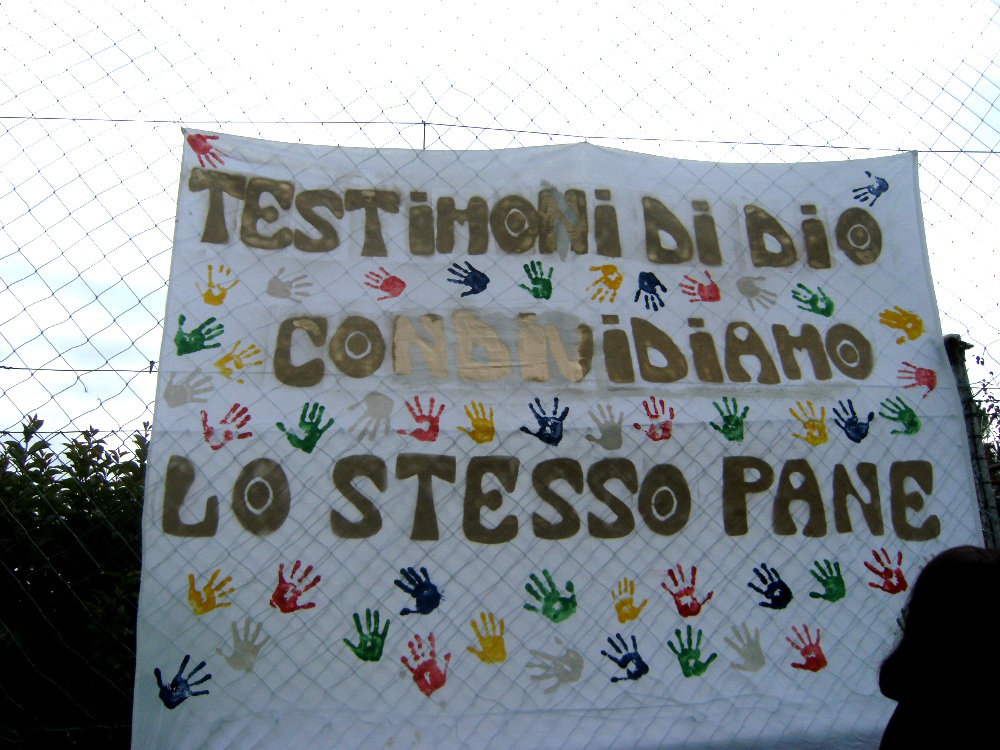 TESTiMONi Di DiO
CONDIViDiAMO
LO STESSO PANE